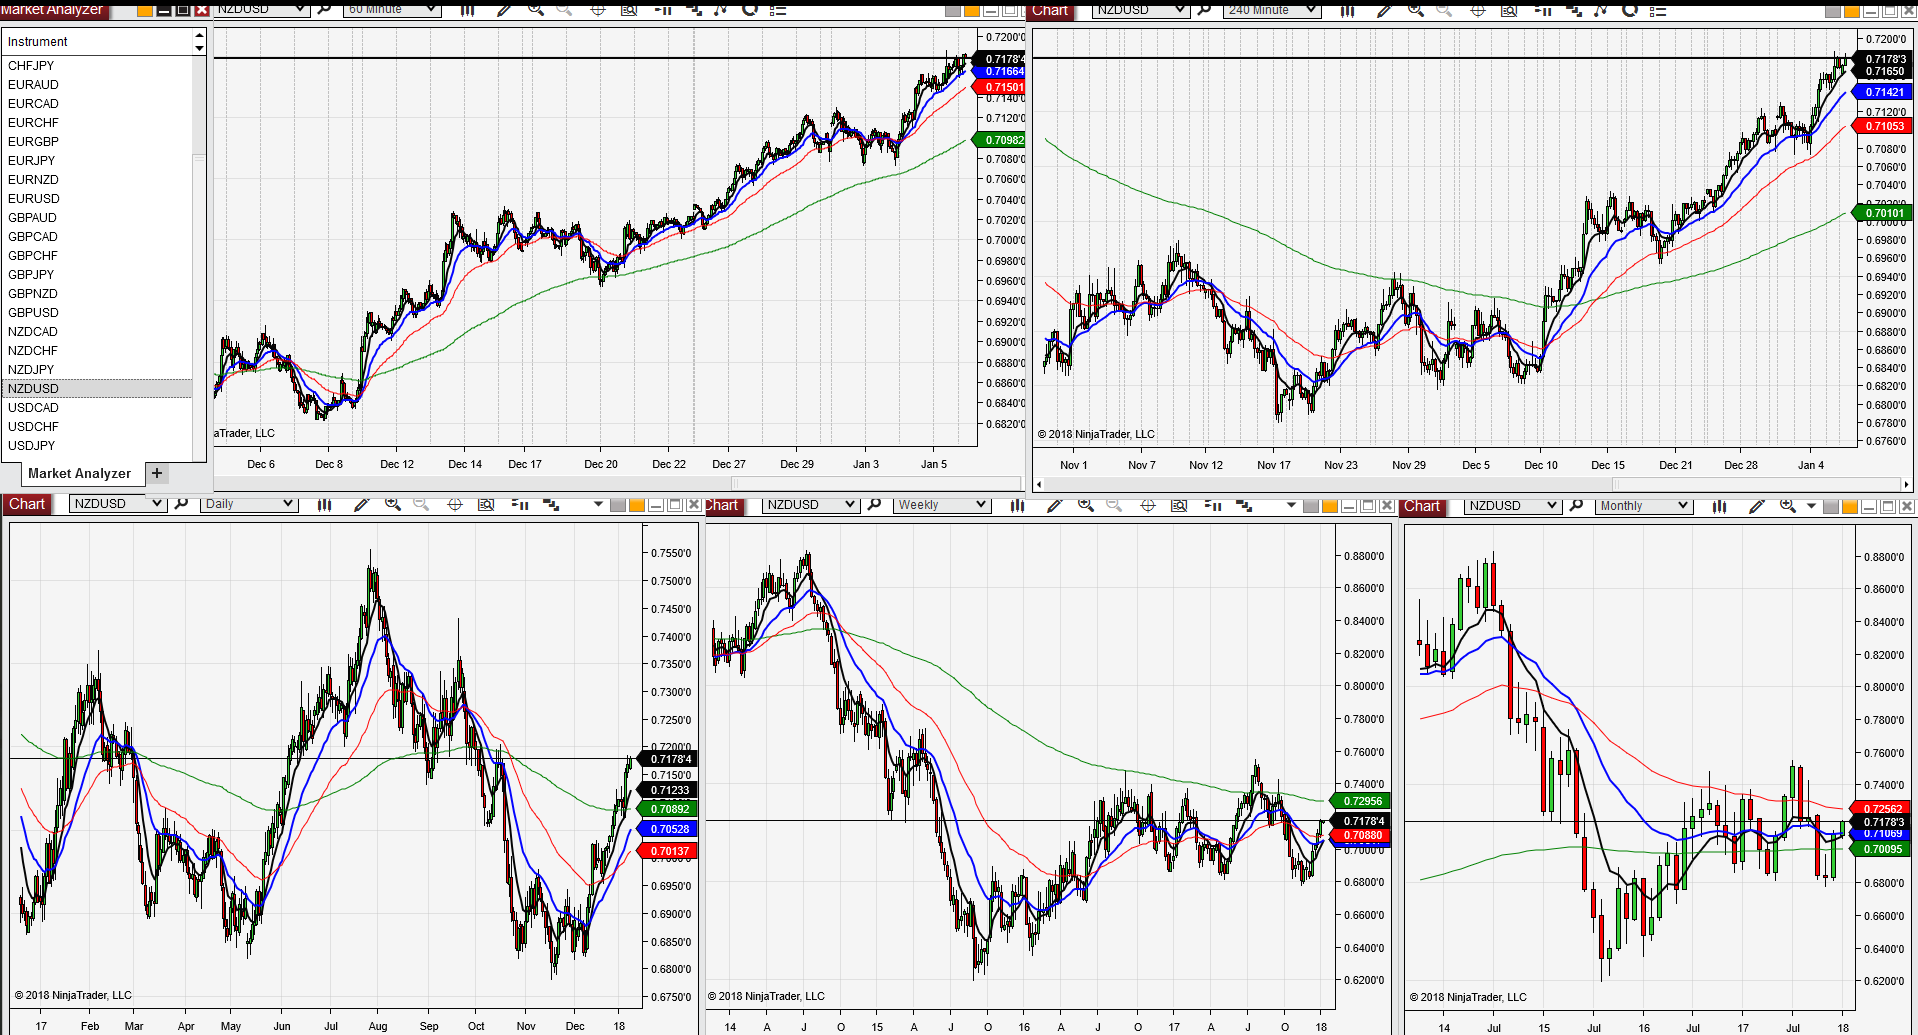 Market Analyzer
Instrument
CHFJPY
EURAUD
EURCAD
EURCHF
EURGBP
EURJPY
EURNZD
EURUSD
GBPAUD
GBPCAD
GBPCHF
GBPJPY
GBPNZD
GBPUSD
NZDCAD
NZDCHF
NZDJPY
NZDUSD
USDCAD
USDCHF
USDJPY
Market Analyzer +
NZDUSD 60 Minute
0.7200'0
0.7178'4
0.71664
0.71501
0.7140'0
0.7120'0
0.70982
0.7080'0
0.7060'0
0.7040'0
0.7020'0
0.7000'0
0.6980'0
0.6960'0
0.6940'0
0.6920'0
0.6900'0
0.6880'0
0.6860'0
0.6840'0
0.6820'0
aTrader, LLC
Dec 6 Dec 8 Dec 12 Dec 14 Dec 17 Dec 20 Dec 22 Dec 27 Dec 29 Jan 3 Jan 5
Chart NZDUSD 240 Minute
0.7200'0
0.7178'3
0.71650
0.71421
0.7120'0
0.71053
0.7080'0
0.7060'0
0.7040'0
0.70101
0.7000'0
0.6980'0
0.6960'0
0.6940'0
0.6920'0
0.6900'0
0.6880'0
0.6860'0
0.6840'0
0.6820'0
0.6800'0
0.6780'0
0.6760'0
© 2018 NinjaTrader, LLC
Nov 1 Nov 7 Nov 12 Nov 17 Nov 23 Nov 29 Dec 5 Dec 10 Dec 15 Dec 21 Dec 28 Jan 4
Chart NZDUSD Daily
0.7550'0
0.7500'0
0.7450'0
0.7400'0
0.7350'0
0.7300'0
0.7250'0
0.7200'0
0.7178'4
0.7150'0
0.71233
0.70892
0.70528
0.70137
0.7000'0
0.6950'0
0.6900'0
0.6850'0
0.6800'0
0.6750'0
© 2018 NinjaTrader, LLC
17 Feb Mar Apr May Jun Jul Aug Sep Oct Nov Dec 18
Chart NZDUSD Weekly
0.8800'0
0.8600'0
0.8400'0
0.8200'0
0.8000'0
0.7800'0
0.7600'0
0.7400'0
0.72956
0.7178'4
0.70880
0.7000'0
0.6800'0
0.6600'0
0.6400'0
0.6200'0
© 2018 NinjaTrader, LLC
14 A J O 15 A J O 16 A J O 17 A J O 18
Chart NZDUSD Monthly
0.8800'0
0.8600'0
0.8400'0
0.8200'0
0.8000'0
0.7800'0
0.7600'0
0.7400'0
0.72562
0.7178'3
0.71069
0.70095
0.6800'0
0.6600'0
0.6400'0
0.6200'0
© 2018 NinjaTrader, LLC
14 Jul 15 Jul 16 Jul 17 Jul 18